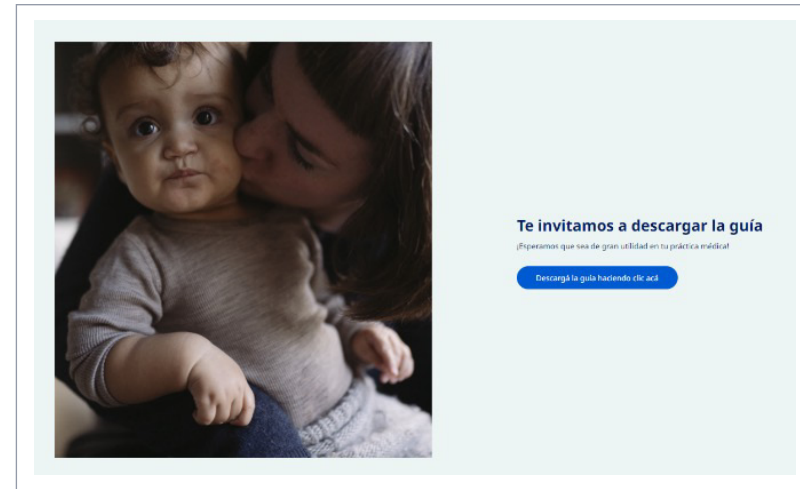 Te invitamos a descargar la guía
¡Esperamos que sea de gran utilidad en tu práctica médica!
Descargá la guía haciendo clic acá